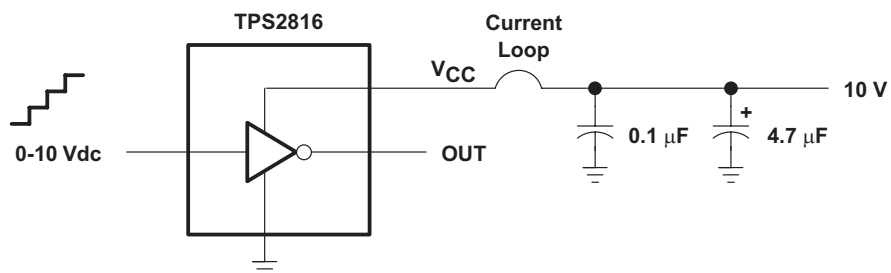 TPS2816
Current
Loop
VCC
10 V
+
0.1 μF
4.7 μF
0-10 Vdc
OUT